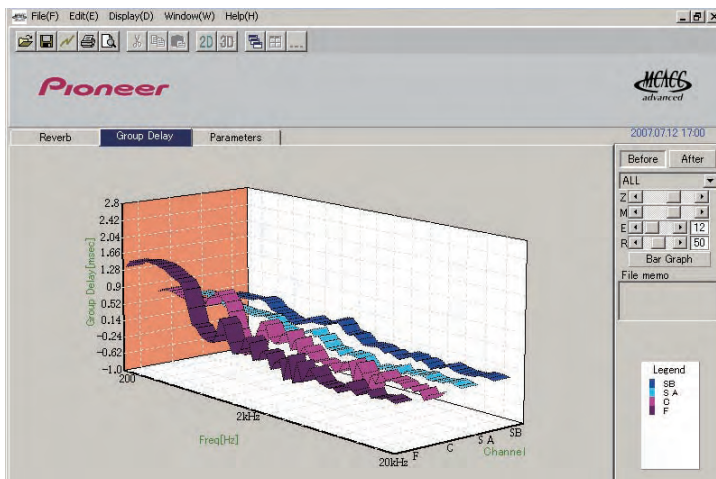 File(F) Edit(E) Display(D) Window(W) Help(H)
2D 3D ...
Pioneer
MCACC
advanced
Reverb Group Delay Parameters
2007.07.12 17:00
Before After
ALL
Z
M
E 12
R 50
Bar Graph
File memo
2.8
2.42
2.04
1.66
1.28
0.9
0.52
0.14
-0.24
-0.62
-1.0
Group Delay[msec]
200
2kHz
20kHz
Freq[Hz]
F C S A SB
Channel
Legend
SB
S A
C
F